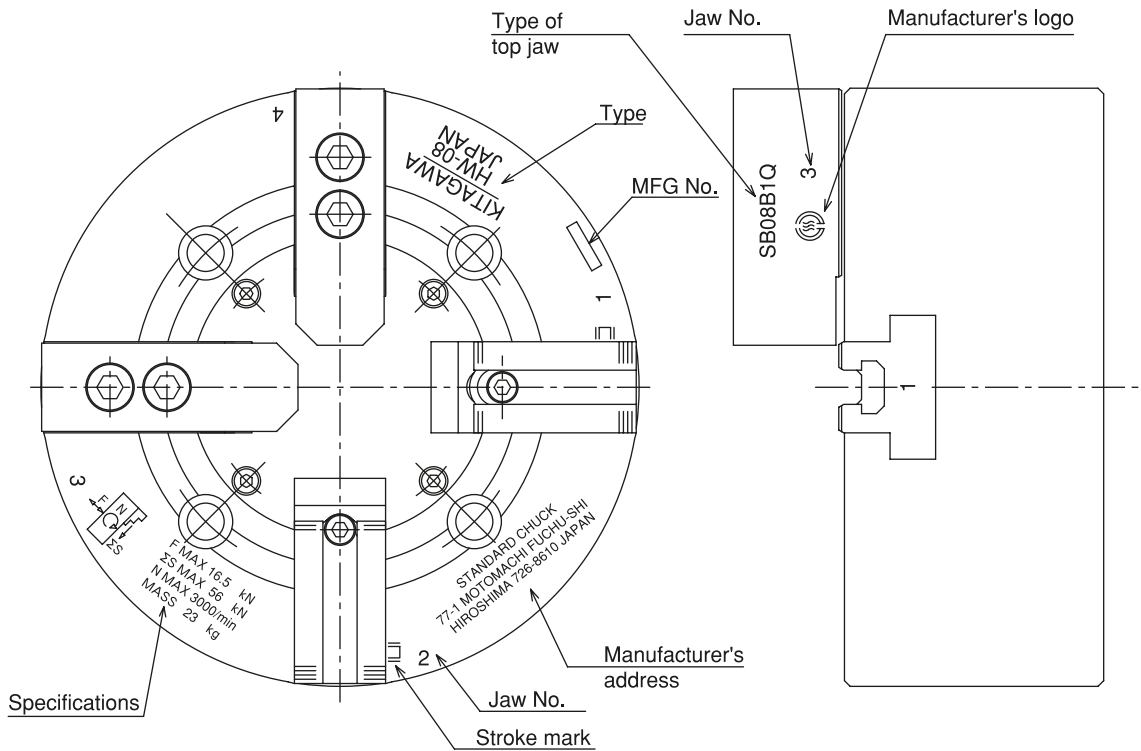 Type of
top jaw
Jaw No.
Manufacturer's logo
4
KITAGAWA
HW-08
JAPAN
Type
MFG No.
1
SB08B1Q
3
1
3
F
N
ΣS
F MAX 16.5 kN
ΣS MAX 56 kN
N MAX 3000/min
MASS 23 kg
STANDARD CHUCK
77-1 MOTOMACHI FUCHU-SHI
HIROSHIMA 726-8610 JAPAN
2
Manufacturer's
address
Specifications
Jaw No.
Stroke mark